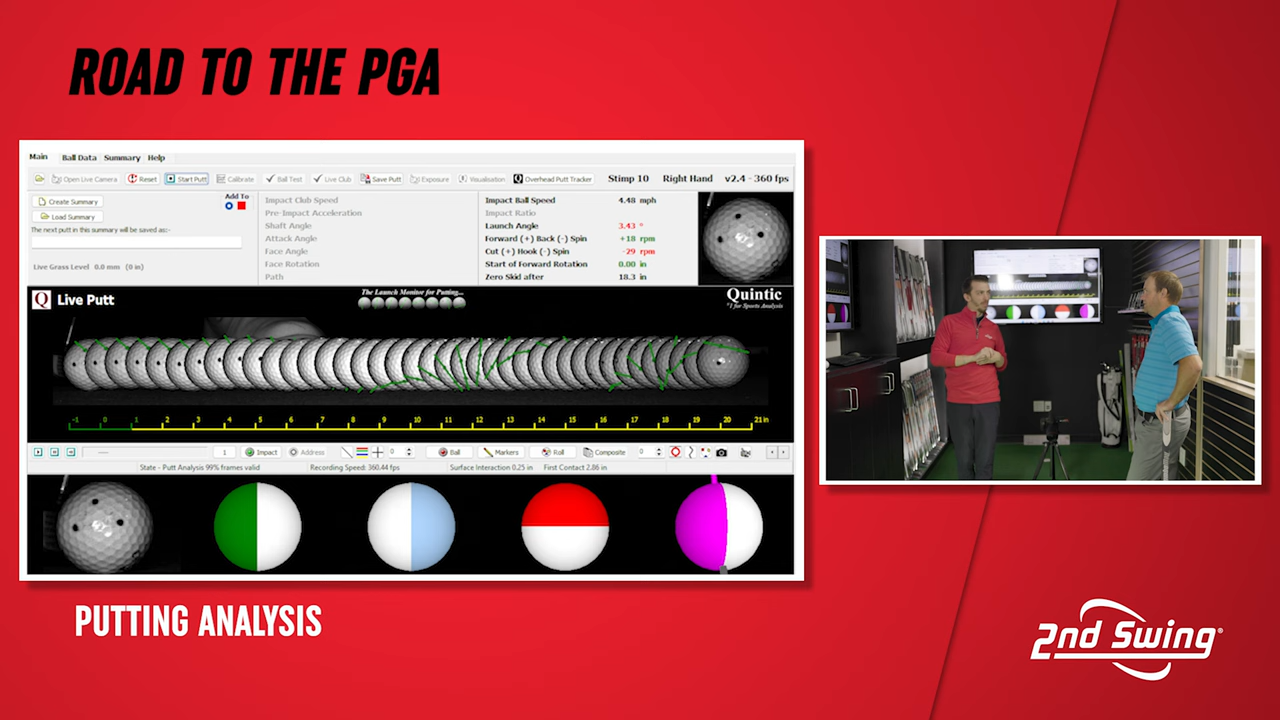 ROAD TO THE PGA
Main Ball Data Summary Help
Open Live Camera Reset Start Putt Calibrate Ball Test Live Club Save Putt Exposure Visualisation Overhead Putt Tracker Stimp 10 Right Hand v2.4 - 360 fps
Create Summary
Load Summary
Add To
The next putt in this summary will be saved as:-
Live Grass Level 0.0 mm (0 in)
Impact Club Speed
Pre-Impact Acceleration
Shaft Angle
Attack Angle
Face Angle
Face Rotation
Path
Impact Ball Speed 4.48 mph
Impact Ratio
Launch Angle 3.43 °
Forward (+) Back (-) Spin +18 rpm
Cut (+) Hook (-) Spin -29 rpm
Start of Forward Rotation 0.00 in
Zero Skid after 18.3 in
Q Live Putt
The Launch Monitor for Putting...
Quintic
#1 for Sports Analysis
-1 0 1 2 3 4 5 6 7 8 9 10 11 12 13 14 15 16 17 18 19 20 21 in
1 Impact Address 0 Ball Markers Roll Composite 0
State - Putt Analysis 99% frames valid Recording Speed: 360.44 fps Surface Interaction 0.25 in First Contact 2.86 in
PUTTING ANALYSIS
2nd Swing®